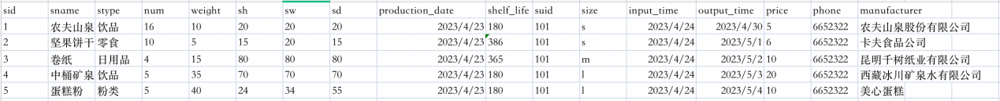 sid sname stype num weight sh sw sd production_date shelf_life suid size input_time output_time price phone manufacturer
1 农夫山泉 饮品 16 10 20 20 20 2023/4/23 180 101 s 2023/4/24 2023/4/30 5 6652322 农夫山泉股份有限公司
2 坚果饼干 零食 10 5 15 20 15 2023/4/23 386 101 s 2023/4/24 2023/5/1 6 6652322 卡夫食品公司
3 卷纸 日用品 4 15 80 80 80 2023/4/23 365 101 m 2023/4/24 2023/5/2 10 6652322 昆明千树纸业有限公司
4 中桶矿泉 饮品 5 35 70 70 70 2023/4/23 180 101 l 2023/4/24 2023/5/3 20 6652322 西藏冰川矿泉水有限公司
5 蛋糕粉 粉类 5 40 24 34 55 2023/4/23 180 101 l 2023/4/24 2023/5/4 10 6652322 美心蛋糕